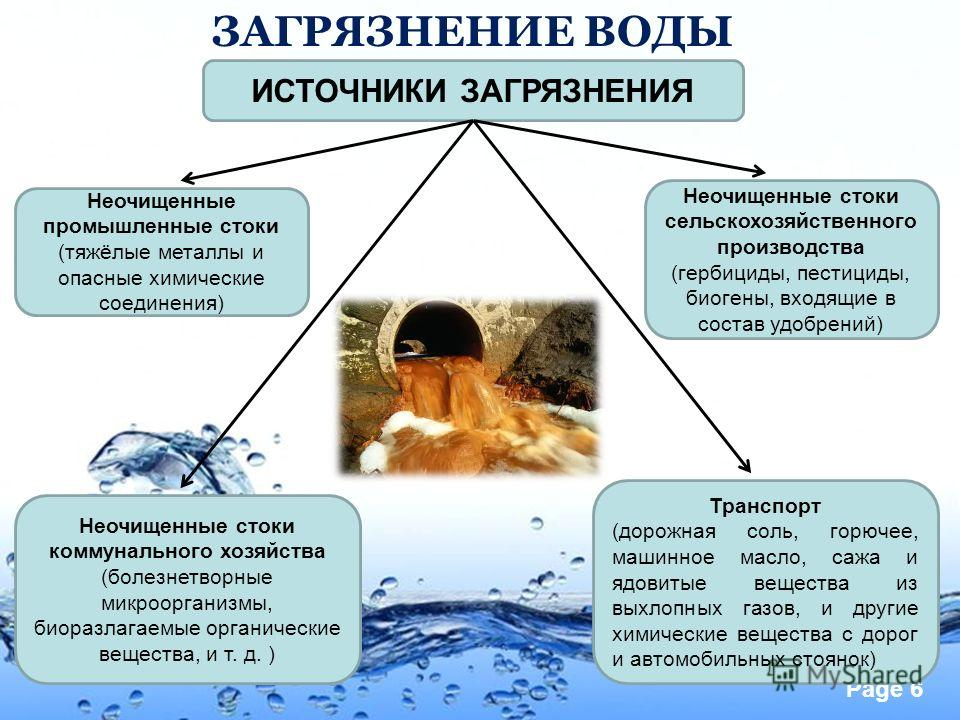 ЗАГРЯЗНЕНИЕ ВОДЫ
ИСТОЧНИКИ ЗАГРЯЗНЕНИЯ
Неочищенные
промышленные стоки
(тяжёлые металлы и
опасные химические
соединения)
Неочищенные стоки
сельскохозяйственного
производства
(гербициды, пестициды,
биогены, входящие в
состав удобрений)
Неочищенные стоки
коммунального хозяйства
(болезнетворные
микроорганизмы,
биоразлагаемые органические
вещества, и т. д. )
Транспорт
(дорожная соль, горючее,
машинное масло, сажа и
ядовитые вещества из
выхлопных газов, и другие
химические вещества с дорог
и автомобильных стоянок)
MyShared
Page 6